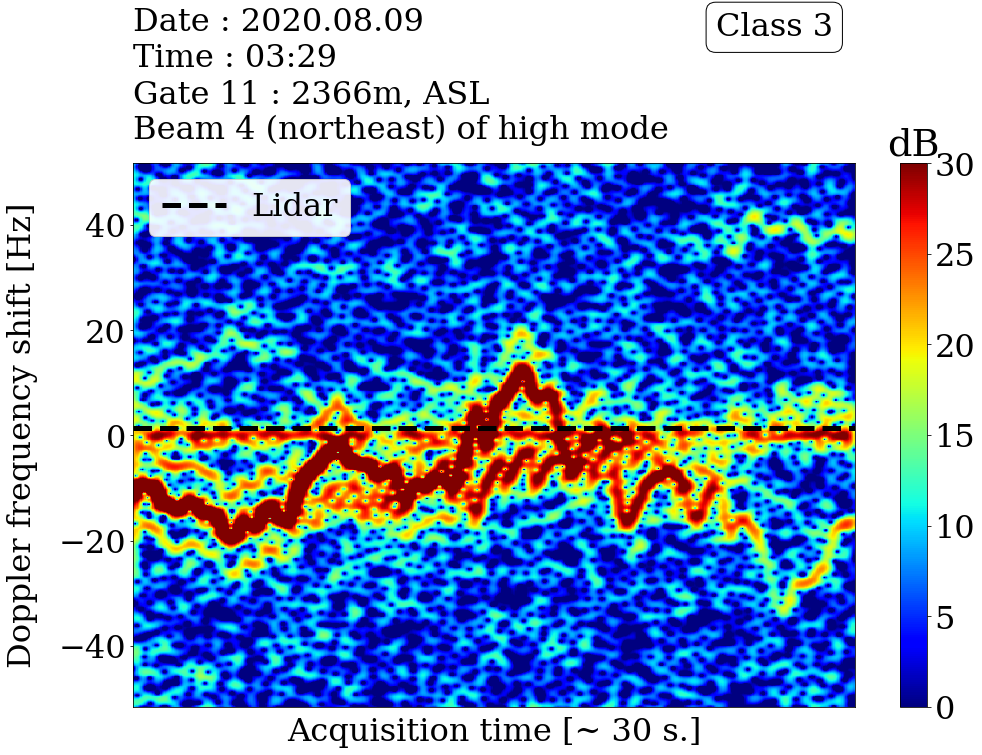 Date : 2020.08.09
Time : 03:29
Gate 11 : 2366m, ASL
Beam 4 (northeast) of high mode
Class 3
dB
Lidar
Doppler frequency shift [Hz]
40
20
0
−20
−40
30
25
20
15
10
5
0
Acquisition time [~ 30 s.]